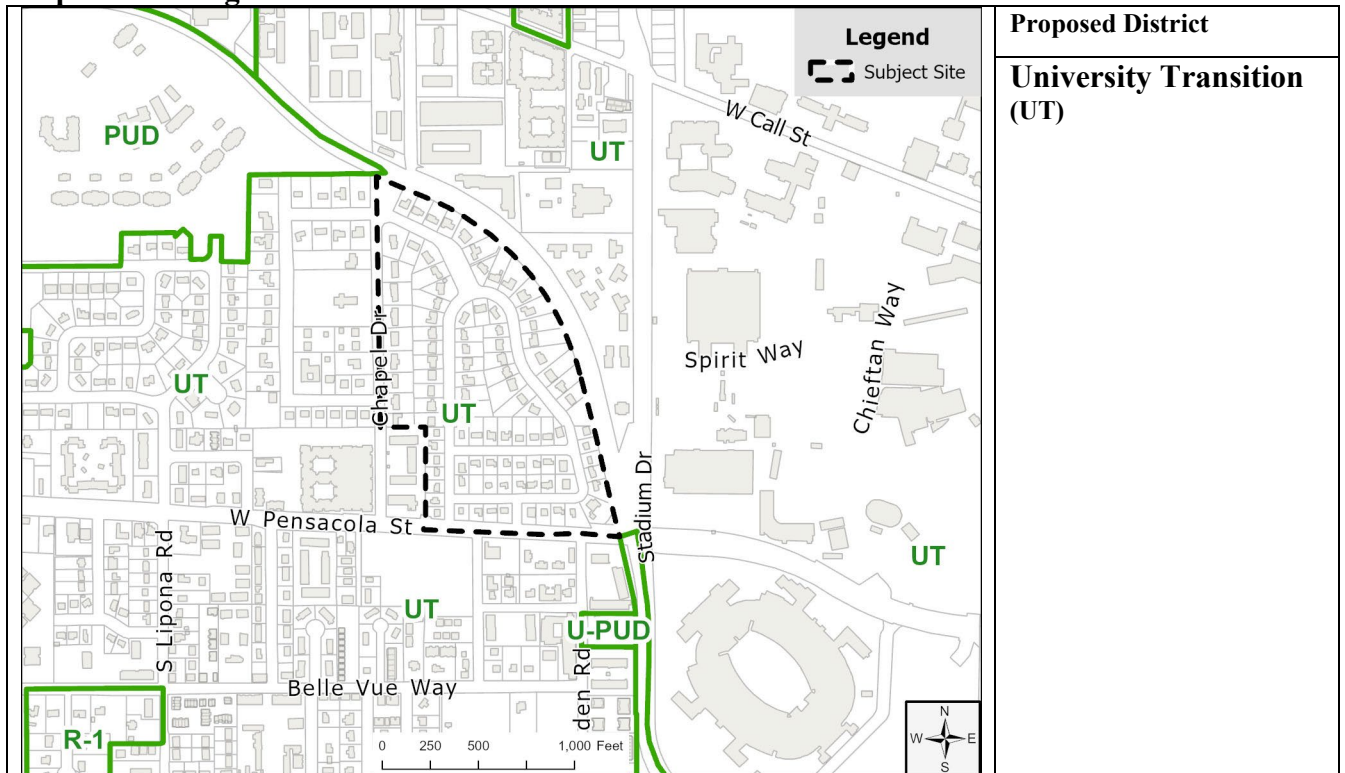 Legend
Subject Site
Proposed District
University Transition
(UT)
W Call St
PUD
UT
Chapel Dr
Spirit Way
Chieftan Way
UT
UT
Stadium Dr
W Pensacola St
S Lipona Rd
UT
UT
U-PUD
den Rd
Belle Vue Way
R-1
0 250 500 1,000 Feet
N
W E
S